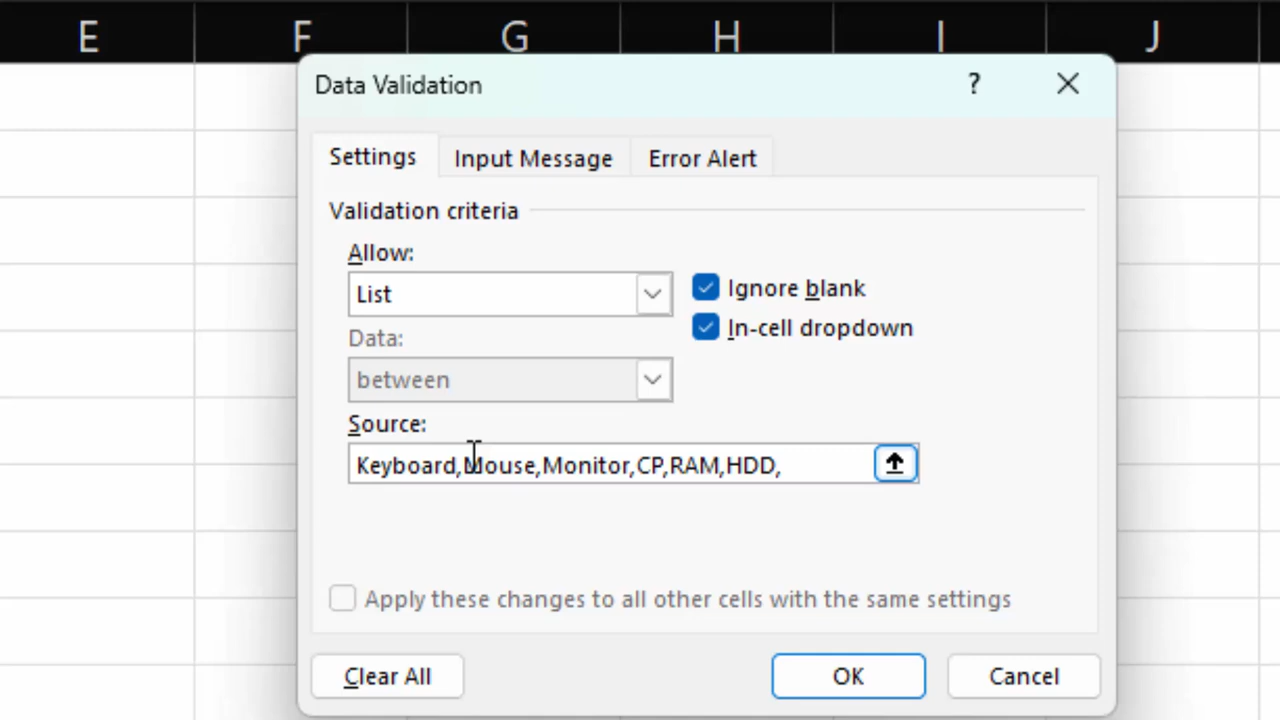 E F G H I J
Data Validation ?
Settings Input Message Error Alert
Validation criteria
Allow:
List
Ignore blank
Data:
In-cell dropdown
between
Source:
Keyboard,Mouse,Monitor,CP,RAM,HDD,
Apply these changes to all other cells with the same settings
Clear All OK Cancel